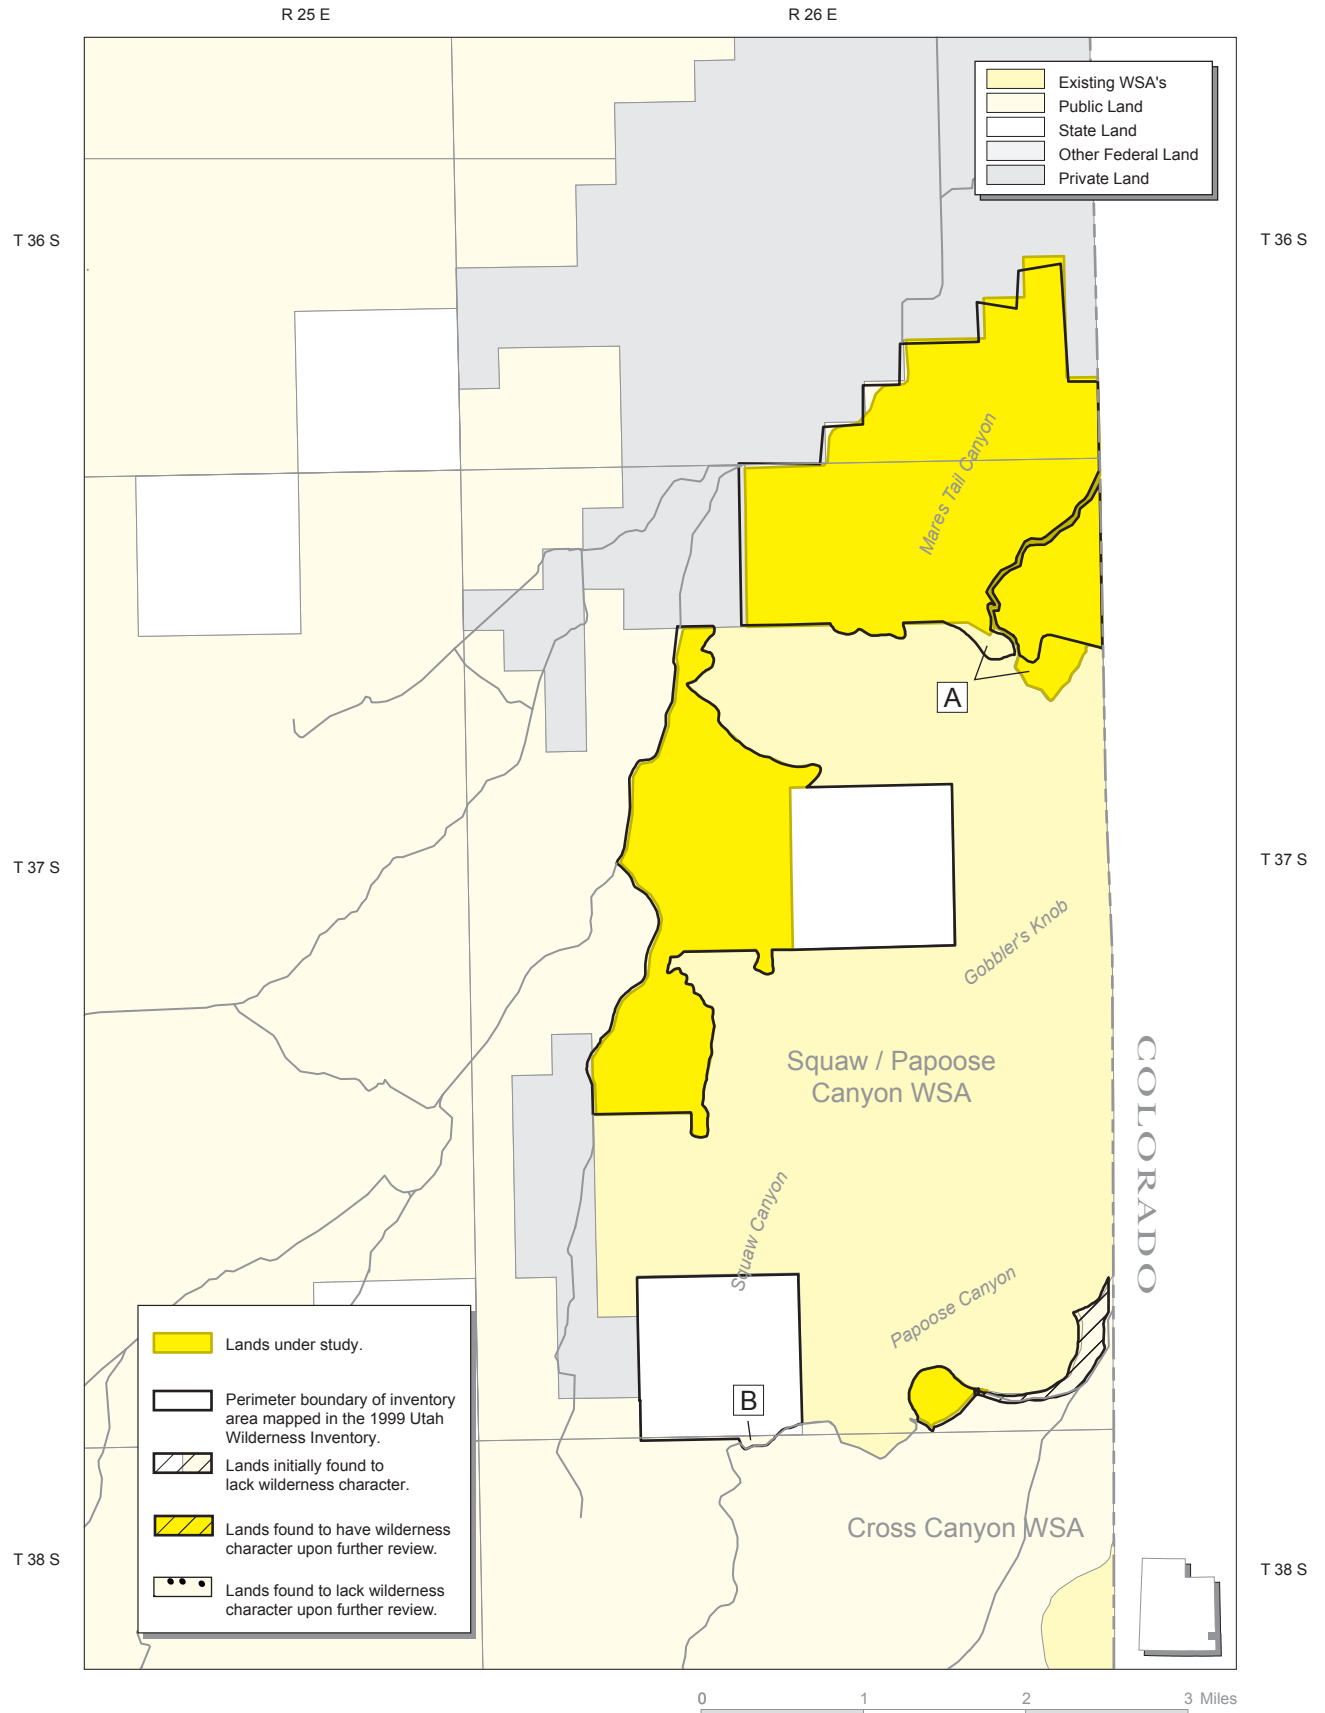 R 25 E
R 26 E
Existing WSA's
Public Land
State Land
Other Federal Land
Private Land
T 36 S
T 36 S
Mares Tail Canyon
A
T 37 S
T 37 S
Gobbler's Knob
Squaw / Papoose
Canyon WSA
COLORADO
Squaw Canyon
Papoose Canyon
B
Lands under study.
Perimeter boundary of inventory
area mapped in the 1999 Utah
Wilderness Inventory.
Lands initially found to
lack wilderness character.
Lands found to have wilderness
character upon further review.
Lands found to lack wilderness
character upon further review.
Cross Canyon WSA
T 38 S
T 38 S
0 1 2 3 Miles